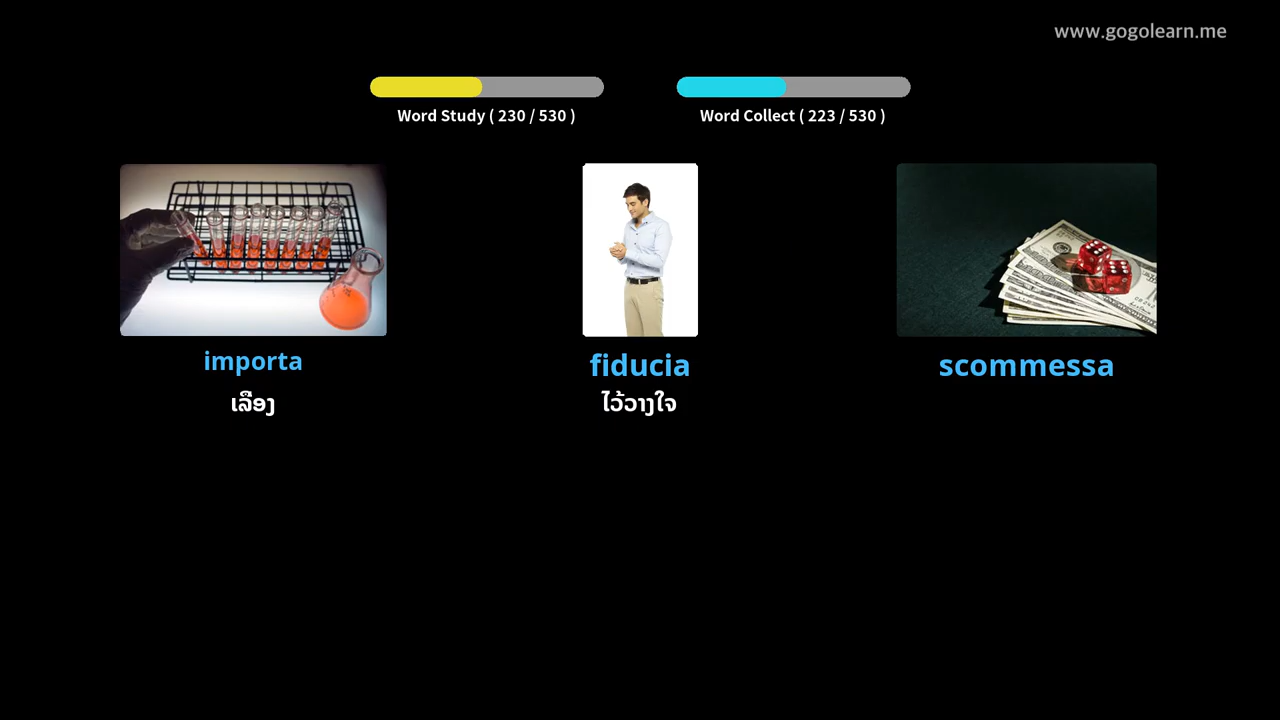 www.gogolearn.me
Word Study ( 230 / 530 )
Word Collect ( 223 / 530 )
importa
ເລືອງ
fiducia
ໄວ້ວາງໃຈ
scommessa